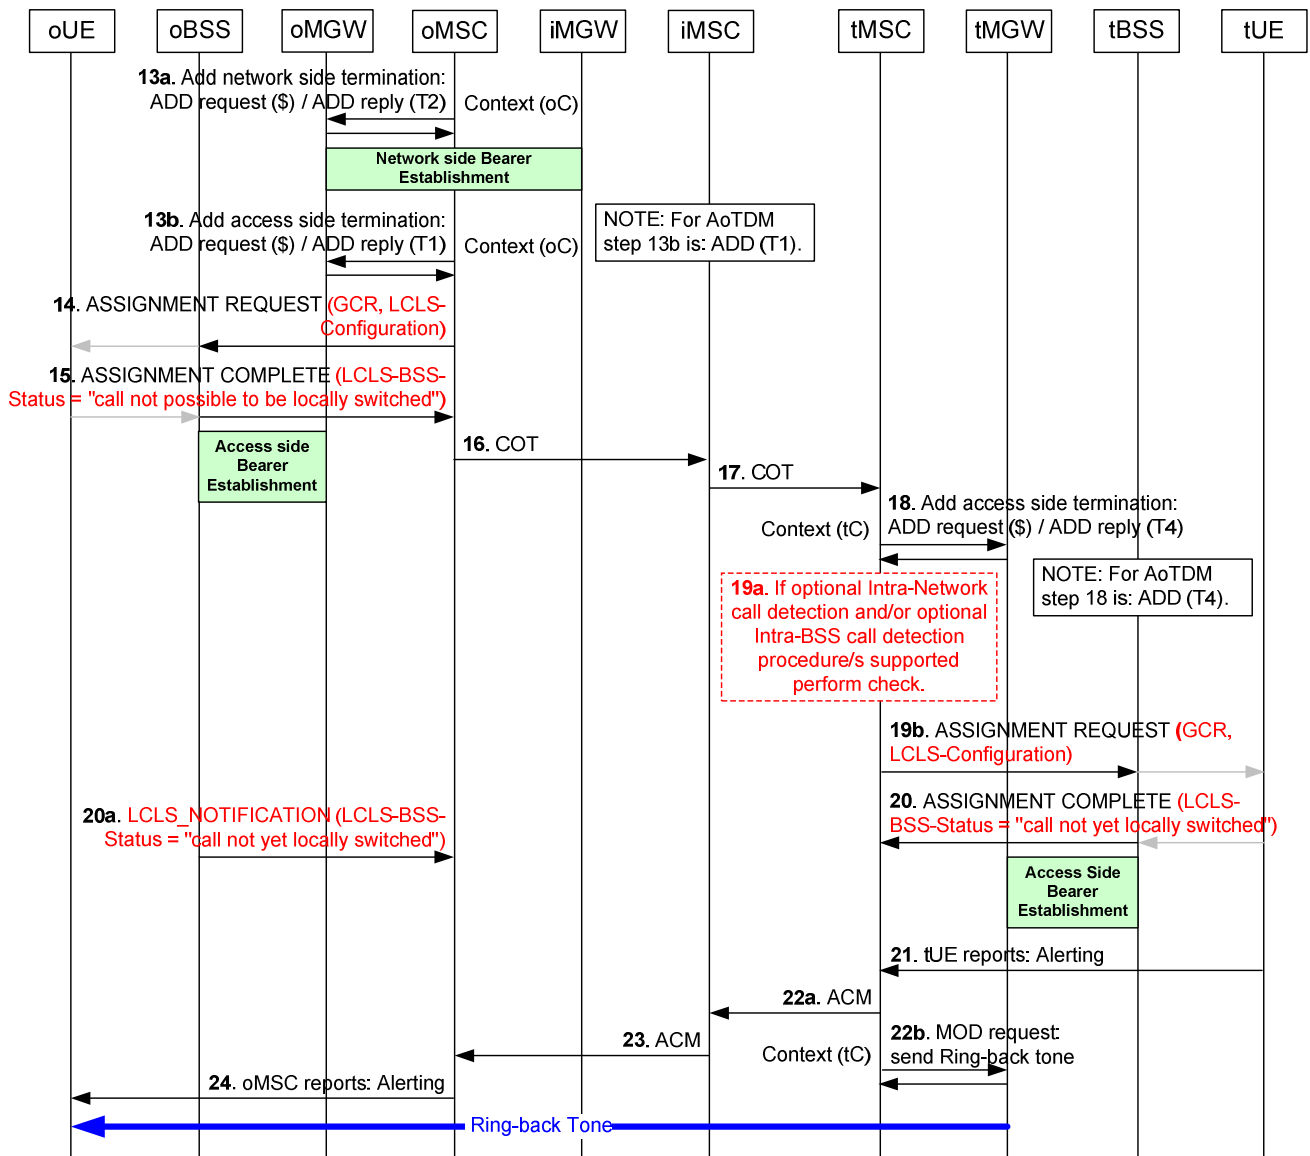 oUE oBSS oMGW oMSC iMGW iMSC tMSC tMGW tBSS tUE
13a. Add network side termination:
ADD request ($) / ADD reply (T2)
Context (oC)
Network side Bearer
Establishment
13b. Add access side termination:
ADD request ($) / ADD reply (T1)
Context (oC)
NOTE: For AoTDM
step 13b is: ADD (T1).
14. ASSIGNMENT REQUEST (GCR, LCLS-
Configuration)
15. ASSIGNMENT COMPLETE (LCLS-BSS-
Status = "call not possible to be locally switched")
Access side
Bearer
Establishment
16. COT
17. COT
18. Add access side termination:
ADD request ($) / ADD reply (T4)
Context (tC)
NOTE: For AoTDM
step 18 is: ADD (T4).
19a. If optional Intra-Network
call detection and/or optional
Intra-BSS call detection
procedure/s supported
perform check.
19b. ASSIGNMENT REQUEST (GCR,
LCLS-Configuration)
20. ASSIGNMENT COMPLETE (LCLS-
BSS-Status = "call not yet locally switched")
20a. LCLS_NOTIFICATION (LCLS-BSS-
Status = "call not yet locally switched")
Access Side
Bearer
Establishment
21. tUE reports: Alerting
22a. ACM
22b. MOD request:
send Ring-back tone
Context (tC)
23. ACM
24. oMSC reports: Alerting
Ring-back Tone